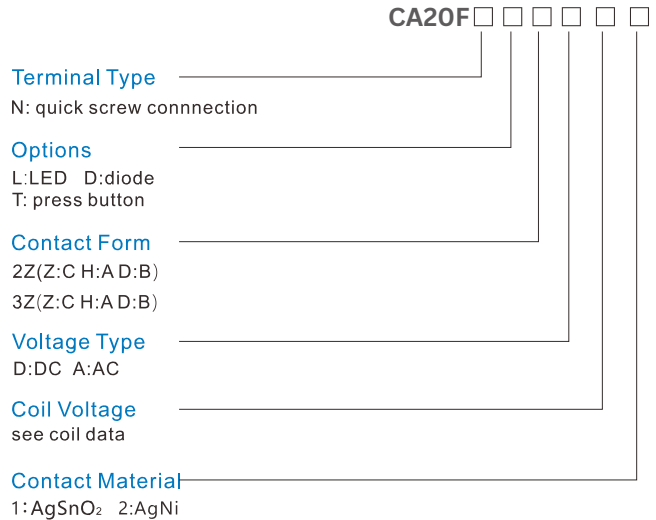 CA20F□□□□ □ □
Terminal Type
N: quick screw connnection
Options
L:LED D:diode
T: press button
Contact Form
2Z(Z:C H:A D:B)
3Z(Z:C H:A D:B)
Voltage Type
D:DC A:AC
Coil Voltage
see coil data
Contact Material
1:AgSnO₂ 2:AgNi